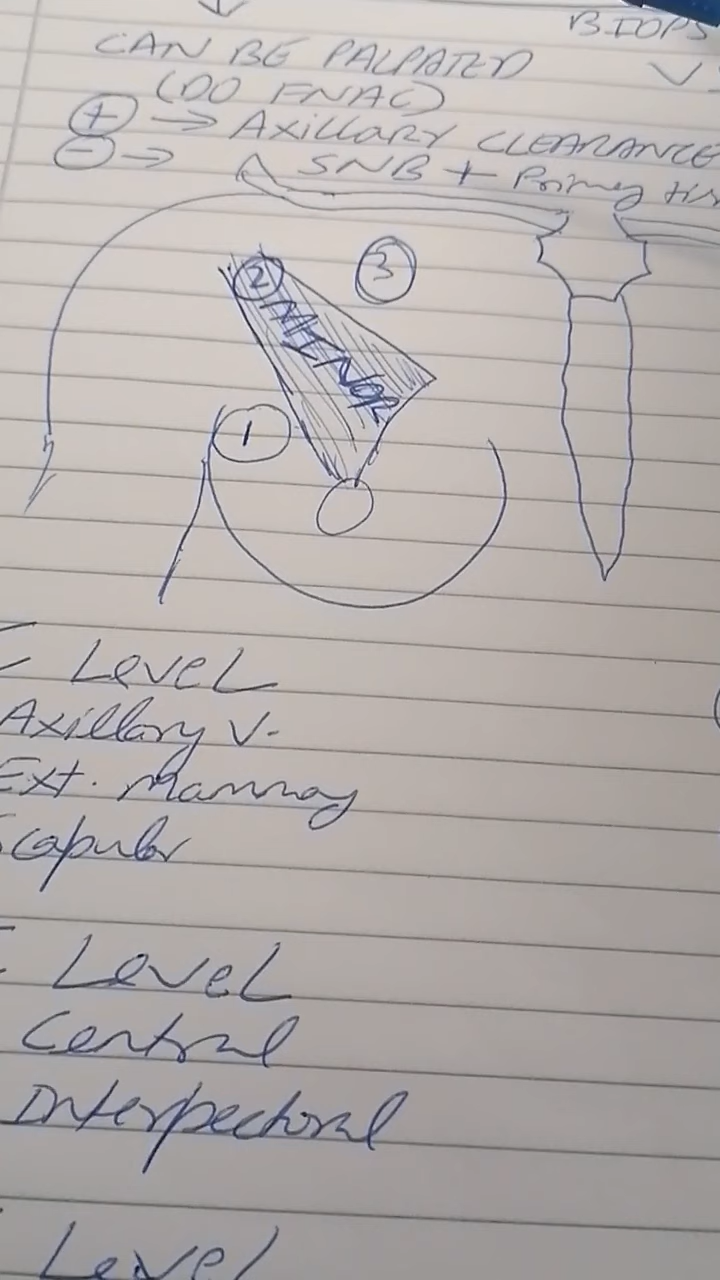 BIOPS
CAN BE PALPATED
(DO FNAC)
+ → AXILLARY CLEARANCE
- → SNB + Primary
2
3
MINOR
1
Level
Axillary V.
Ext. Mammay
Scapular
Level
Central
Interpectoral
Level